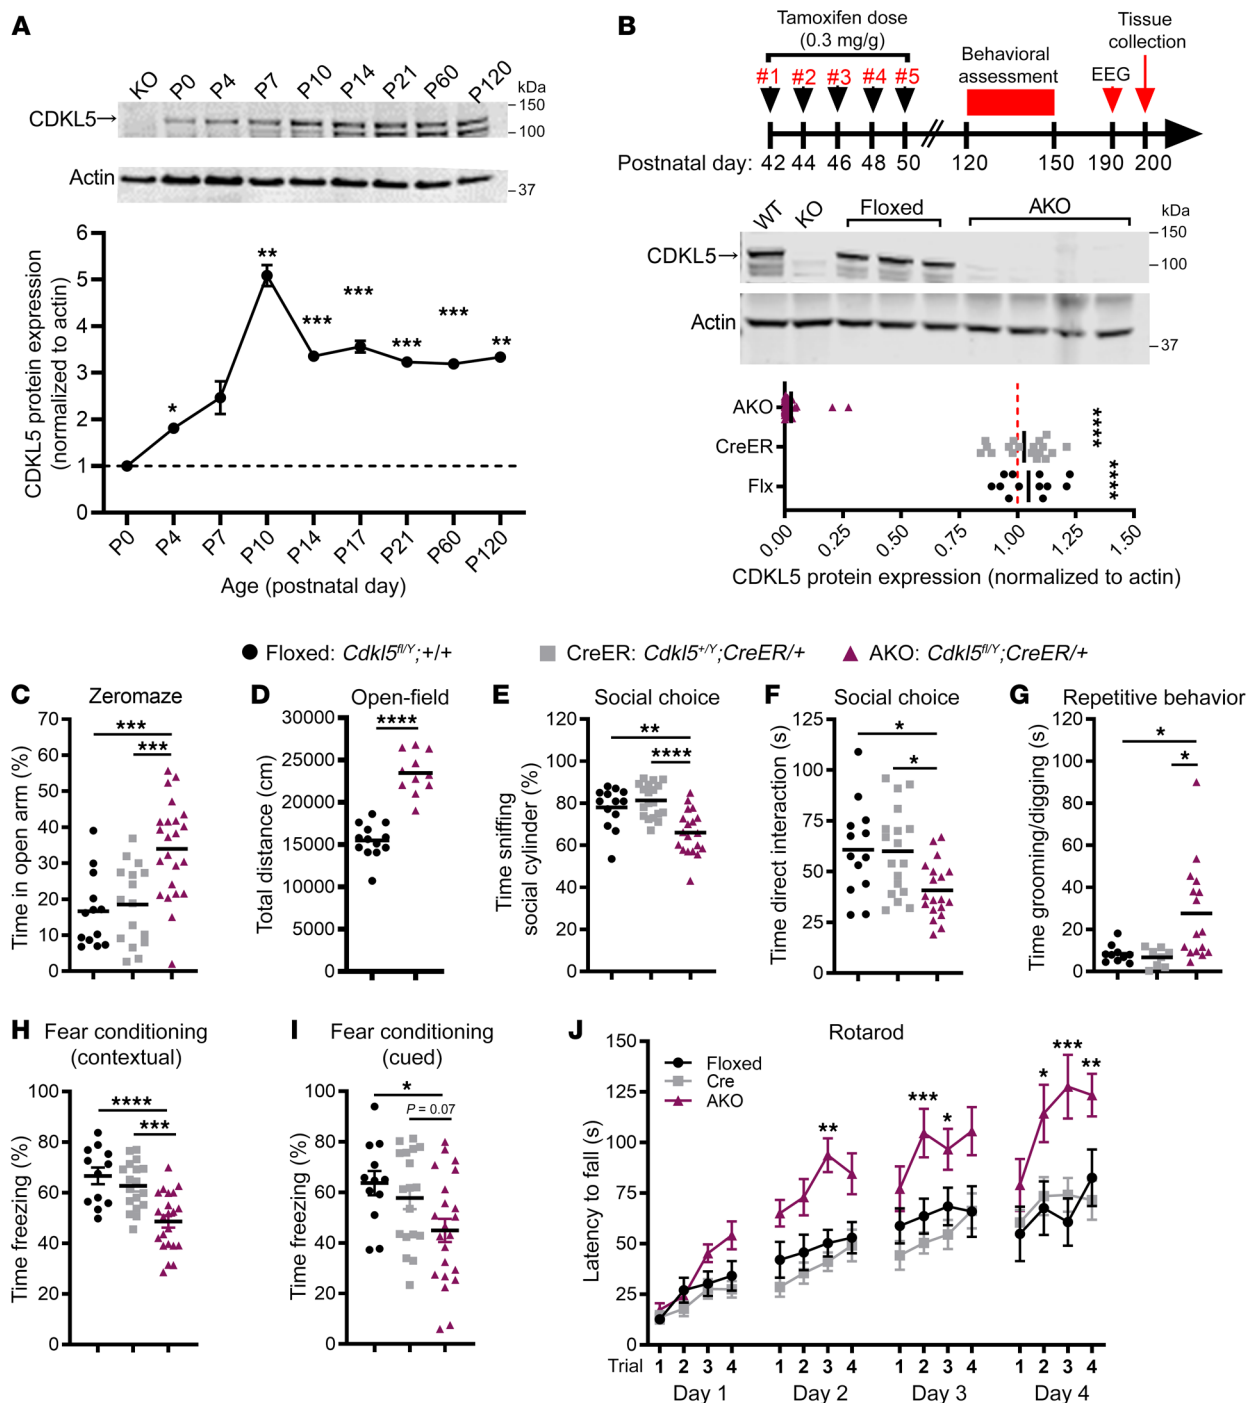 A
KO P0 P4 P7 P10 P14 P21 P60 P120
kDa
CDKL5→
150
100
Actin
37
CDKL5 protein expression
(normalized to actin)
6
5
4
3
2
1
0
* ** *** *** *** *** **
P0 P4 P7 P10 P14 P17 P21 P60 P120
Age (postnatal day)
B
Tamoxifen dose
(0.3 mg/g)
#1 #2 #3 #4 #5
Behavioral
assessment
EEG
Tissue
collection
Postnatal day: 42 44 46 48 50 120 150 190 200
WT KO Floxed AKO
kDa
CDKL5→
150
100
Actin
37
AKO
CreER
Flx
****
****
0.00 0.25 0.50 0.75 1.00 1.25 1.50
CDKL5 protein expression (normalized to actin)
Floxed: Cdkl5fl/Y;+/+
CreER: Cdkl5+/Y;CreER/+
AKO: Cdkl5fl/Y;CreER/+
C
Zeromaze
Time in open arm (%)
70
60
50
40
30
20
10
0
***
***
D
Open-field
Total distance (cm)
30000
25000
20000
15000
10000
5000
0
****
E
Social choice
Time sniffing
social cylinder (%)
120
100
80
60
40
20
0
**
****
F
Social choice
Time direct interaction (s)
125
100
75
50
25
0
*
*
G
Repetitive behavior
Time grooming/digging (s)
120
100
80
60
40
20
0
*
*
H
Fear conditioning
(contextual)
Time freezing (%)
100
80
60
40
20
0
****
***
I
Fear conditioning
(cued)
Time freezing (%)
100
80
60
40
20
0
*
P = 0.07
J
Rotarod
Floxed
Cre
AKO
Latency to fall (s)
150
125
100
75
50
25
0
** *** * * *** **
Trial 1 2 3 4 1 2 3 4 1 2 3 4 1 2 3 4
Day 1 Day 2 Day 3 Day 4